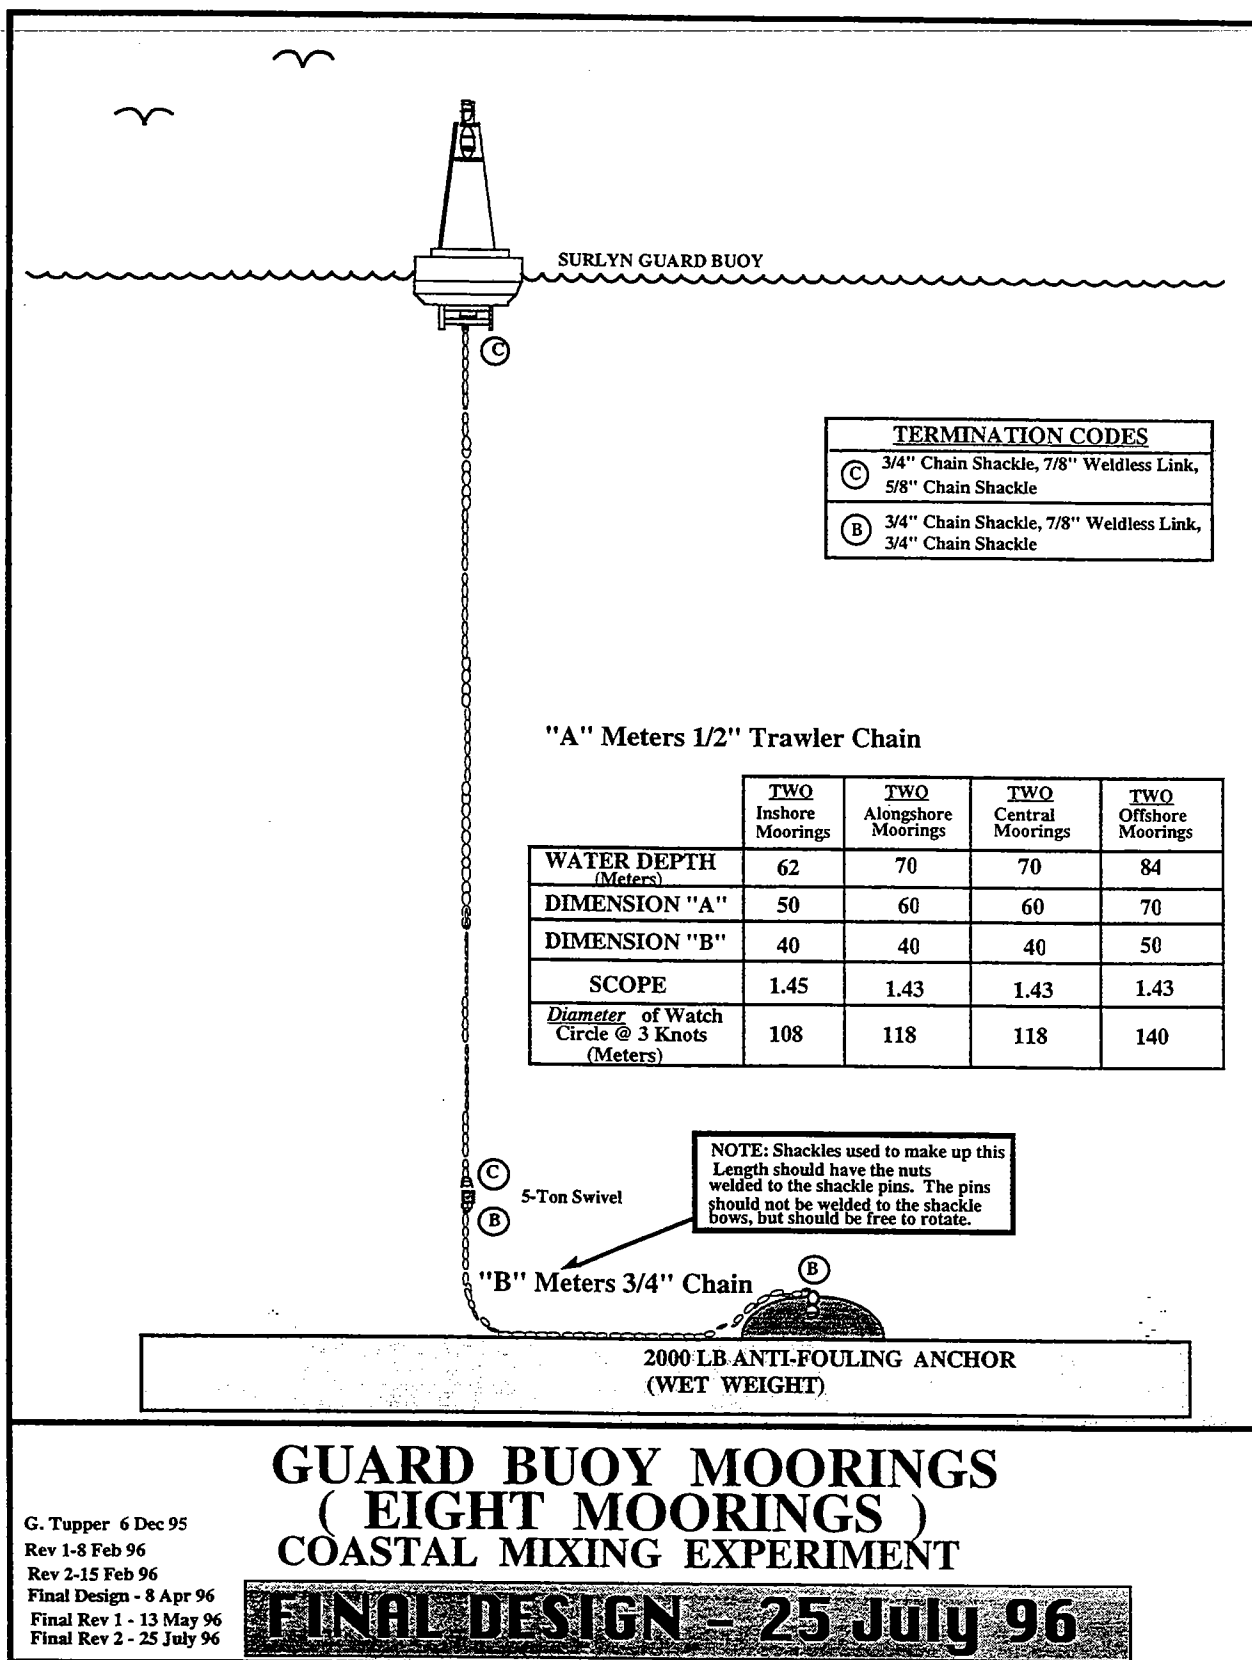 SURLYN GUARD BUOY
C
TERMINATION CODES
C 3/4" Chain Shackle, 7/8" Weldless Link,
5/8" Chain Shackle
B 3/4" Chain Shackle, 7/8" Weldless Link,
3/4" Chain Shackle
"A" Meters 1/2" Trawler Chain
TWO TWO TWO TWO
Inshore Alongshore Central Offshore
Moorings Moorings Moorings Moorings
WATER DEPTH 62 70 70 84
(Meters)
DIMENSION "A" 50 60 60 70
DIMENSION "B" 40 40 40 50
SCOPE 1.45 1.43 1.43 1.43
Diameter of Watch
Circle @ 3 Knots 108 118 118 140
(Meters)
NOTE: Shackles used to make up this
Length should have the nuts
welded to the shackle pins. The pins
should not be welded to the shackle
bows, but should be free to rotate.
C
5-Ton Swivel
B
"B" Meters 3/4" Chain
B
2000 LB ANTI-FOULING ANCHOR
(WET WEIGHT)
GUARD BUOY MOORINGS
( EIGHT MOORINGS )
COASTAL MIXING EXPERIMENT
G. Tupper 6 Dec 95
Rev 1-8 Feb 96
Rev 2-15 Feb 96
Final Design - 8 Apr 96
Final Rev 1 - 13 May 96
Final Rev 2 - 25 July 96
FINAL DESIGN - 25 July 96